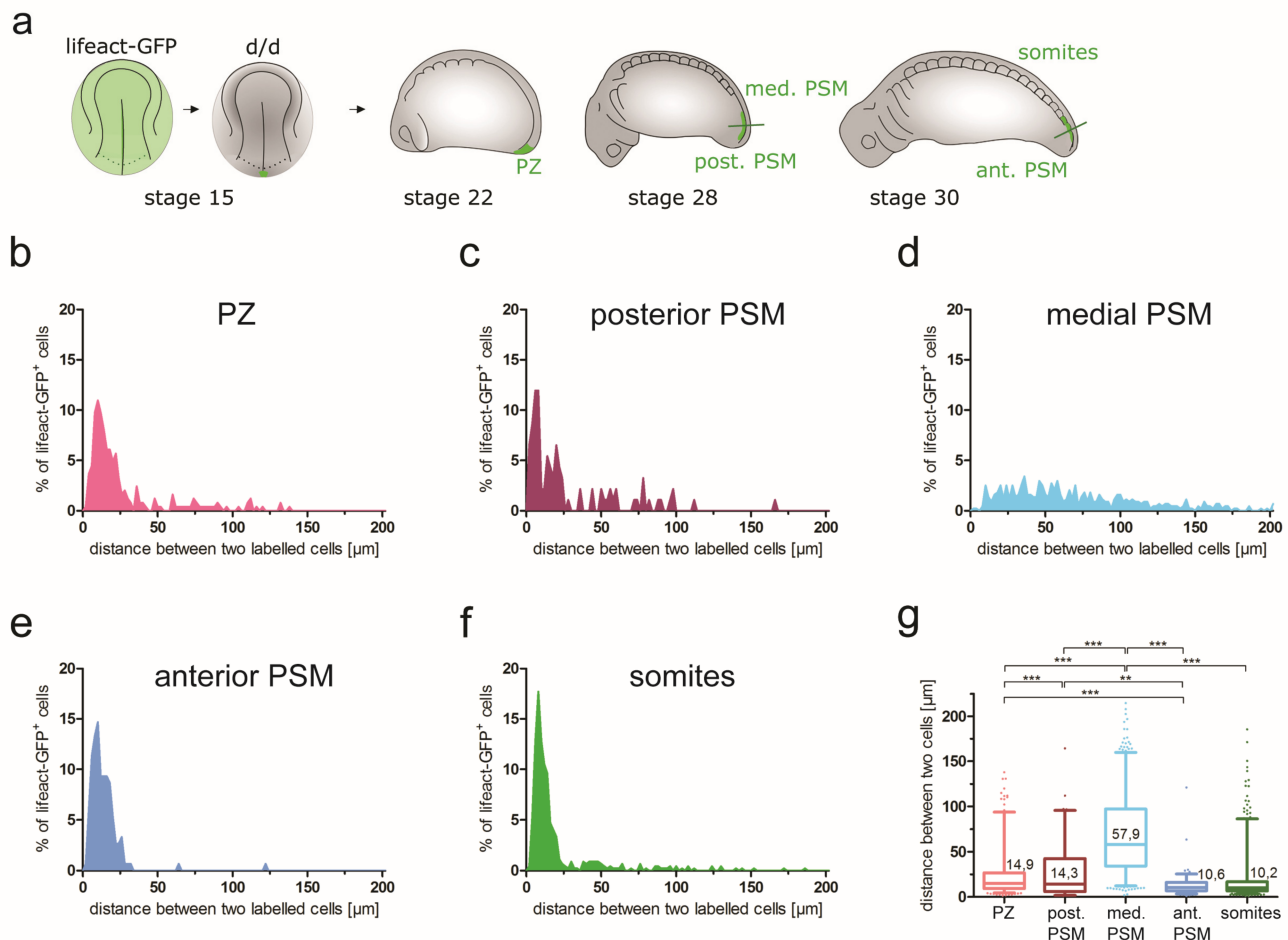 a
lifeact-GFP
d/d
somites
med. PSM
PZ
post. PSM
ant. PSM
stage 15
stage 22
stage 28
stage 30
b
PZ
20
15
10
5
0
% of lifeact-GFP+ cells
0 50 100 150 200
distance between two labelled cells [µm]
c
posterior PSM
20
15
10
5
0
% of lifeact-GFP+ cells
0 50 100 150 200
distance between two labelled cells [µm]
d
medial PSM
20
15
10
5
0
% of lifeact-GFP+ cells
0 50 100 150 200
distance between two labelled cells [µm]
e
anterior PSM
20
15
10
5
0
% of lifeact-GFP+ cells
0 50 100 150 200
distance between two labelled cells [µm]
f
somites
20
15
10
5
0
% of lifeact-GFP+ cells
0 50 100 150 200
distance between two labelled cells [µm]
g
*** ***
*** ***
*** **
***
distance between two cells [µm]
200
150
100
50
0
14,9
14,3
57,9
10,6
10,2
PZ
post. PSM
med. PSM
ant. PSM
somites